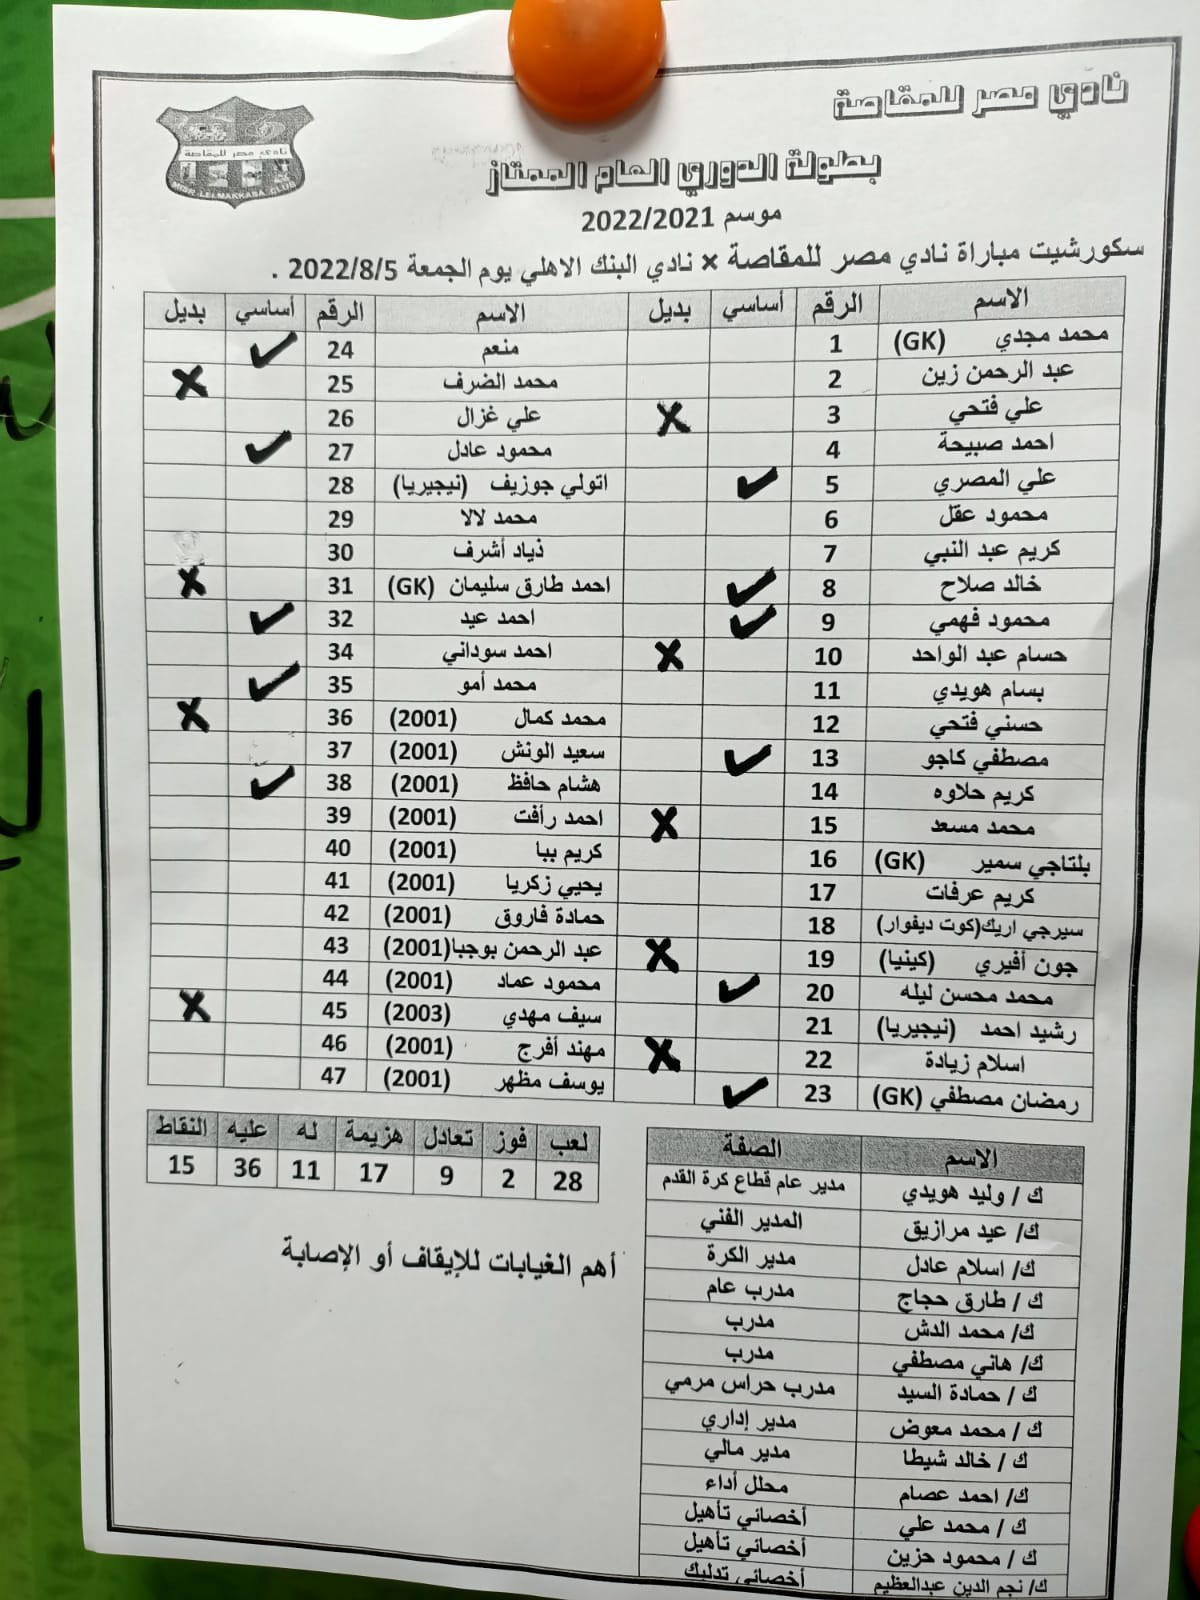 نادي مصر للمقاصة
نادي مصر للمقاصة
MISR LELMAKKASA CLUB
بطولة الدوري العام الممتاز
موسم 2022/2021
سكورشيت مباراة نادي مصر للمقاصة × نادي البنك الاهلي يوم الجمعة 2022/8/5 .
الاسم الرقم أساسي بديل الاسم الرقم أساسي بديل
محمد مجدي (GK) 1 منعم 24 ✓
عبد الرحمن زين 2 محمد الضرف 25 X
علي فتحي 3 X علي غزال 26
احمد صبيحة 4 محمود عادل 27 ✓
علي المصري 5 ✓ اتولي جوزيف (نيجيريا) 28
محمود عقل 6 محمد لالا 29
كريم عبد النبي 7 ذياد أشرف 30
خالد صلاح 8 ✓ احمد طارق سليمان (GK) 31 X
محمود فهمي 9 ✓ احمد عيد 32 ✓
حسام عبد الواحد 10 X احمد سوداني 34
بسام هويدي 11 محمد أمو 35 ✓
حسني فتحي 12 محمد كمال (2001) 36 X
مصطفي كاجو 13 ✓ سعيد الونش (2001) 37
كريم حلاوه 14 هشام حافظ (2001) 38 ✓
محمد مسعد 15 X احمد رأفت (2001) 39
بلتاجي سمير (GK) 16 كريم بيبا (2001) 40
كريم عرفات 17 يحيي زكريا (2001) 41
سيرجي اريك(كوت ديفوار) 18 حمادة فاروق (2001) 42
جون أفيري (كينيا) 19 X عبد الرحمن بوجبا(2001) 43
محمد محسن ليله 20 ✓ محمود عماد (2001) 44
رشيد احمد (نيجيريا) 21 سيف مهدي (2003) 45 X
اسلام زيادة 22 X مهند أفرج (2001) 46
رمضان مصطفي (GK) 23 ✓ يوسف مظهر (2001) 47
لعب فوز تعادل هزيمة له عليه النقاط
28 2 9 17 11 36 15
أهم الغيابات للإيقاف أو الإصابة
الاسم الصفة
ك / وليد هويدي مدير عام قطاع كرة القدم
ك/ عيد مرازيق المدير الفني
ك/ اسلام عادل مدير الكرة
ك / طارق حجاج مدرب عام
ك/ محمد الدش مدرب
ك/ هاني مصطفي مدرب
ك / حمادة السيد مدرب حراس مرمي
ك / محمد معوض مدير إداري
ك / خالد شيطا مدير مالي
ك/ احمد عصام محلل أداء
ك / محمد علي أخصائي تأهيل
ك / محمود حزين أخصائي تأهيل
ك/ نجم الدين عبدالعظيم أخصائي تدليك